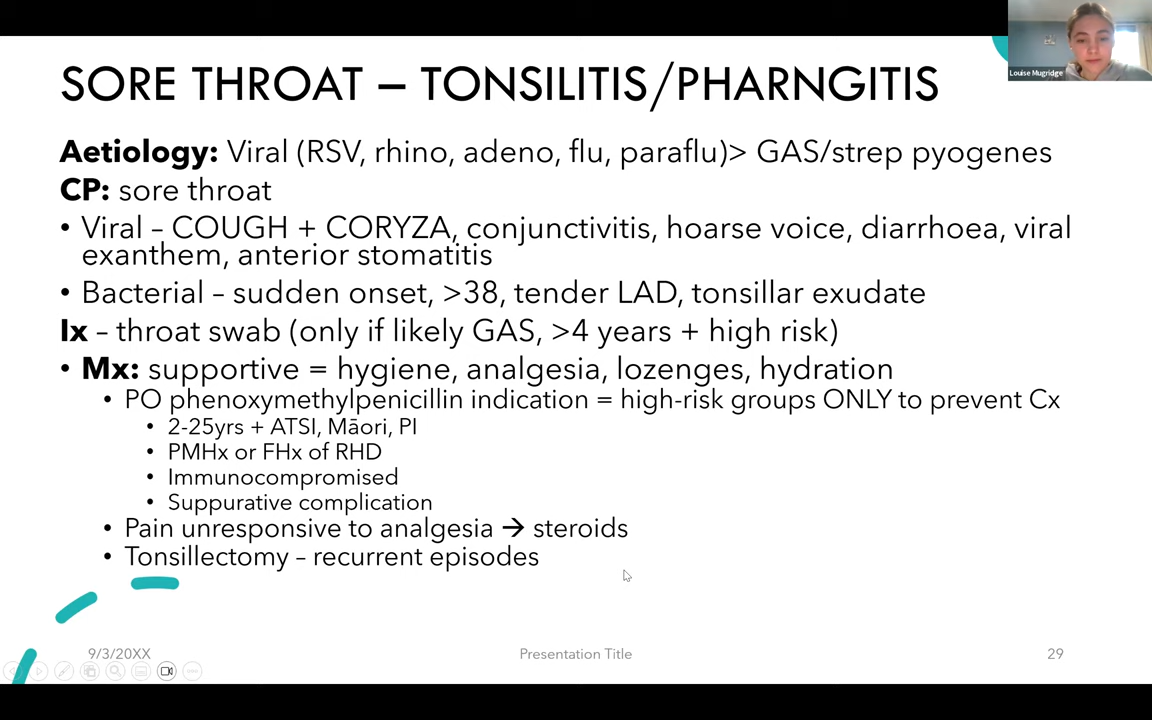 Louise Mugridge
SORE THROAT – TONSILITIS/PHARNGITIS
Aetiology: Viral (RSV, rhino, adeno, flu, paraflu)> GAS/strep pyogenes
CP: sore throat
• Viral – COUGH + CORYZA, conjunctivitis, hoarse voice, diarrhoea, viral
exanthem, anterior stomatitis
• Bacterial – sudden onset, >38, tender LAD, tonsillar exudate
Ix – throat swab (only if likely GAS, >4 years + high risk)
• Mx: supportive = hygiene, analgesia, lozenges, hydration
• PO phenoxymethylpenicillin indication = high-risk groups ONLY to prevent Cx
• 2-25yrs + ATSI, Māori, PI
• PMHx or FHx of RHD
• Immunocompromised
• Suppurative complication
• Pain unresponsive to analgesia → steroids
• Tonsillectomy – recurrent episodes
9/3/20XX
Presentation Title
29